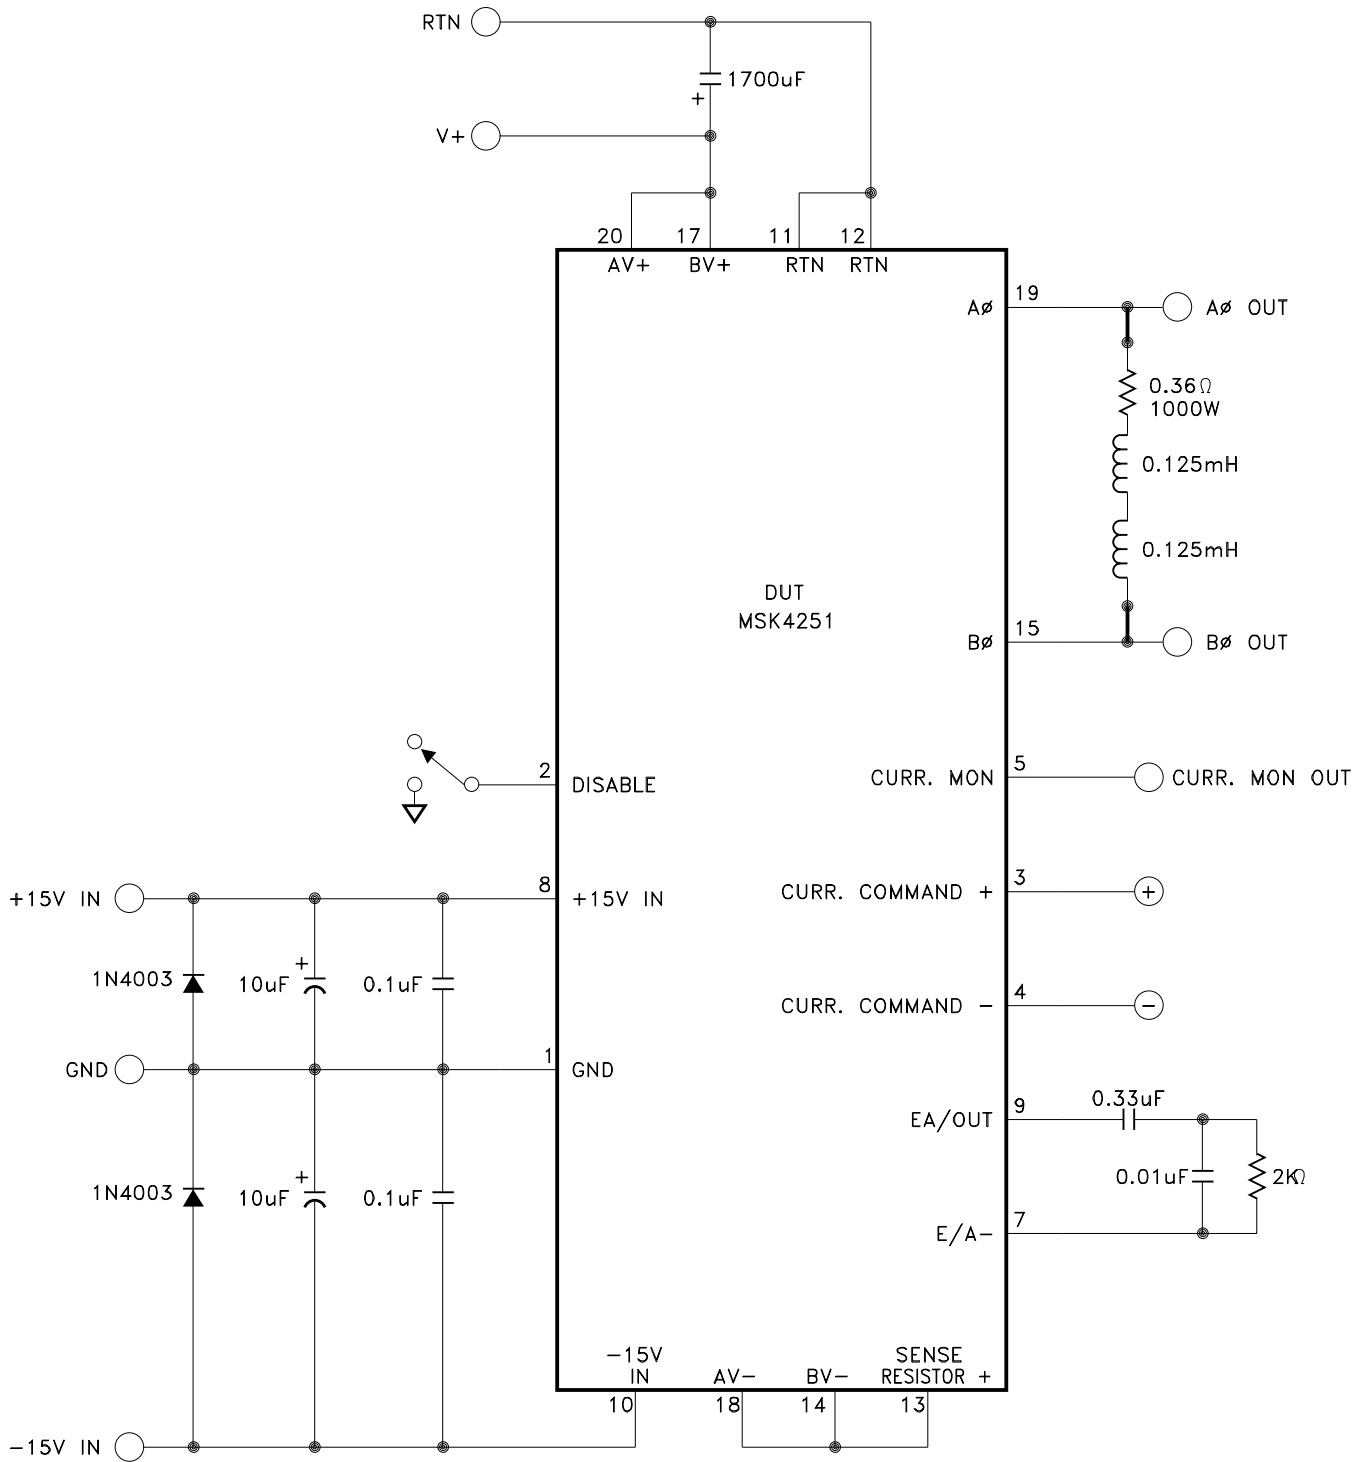 RTN
1700uF
+
V+
20
17
11
12
AV+
BV+
RTN
RTN
AØ
19
AØ OUT
0.36Ω
1000W
0.125mH
0.125mH
DUT
MSK4251
BØ
15
BØ OUT
2
DISABLE
CURR. MON
5
CURR. MON OUT
+15V IN
8
+15V IN
CURR. COMMAND +
3
+
1N4003
+
10uF
0.1uF
CURR. COMMAND -
4
-
GND
1
GND
EA/OUT
9
0.33uF
0.01uF
2KΩ
1N4003
+
10uF
0.1uF
E/A-
7
-15V
IN
AV-
BV-
SENSE
RESISTOR +
10
18
14
13
-15V IN